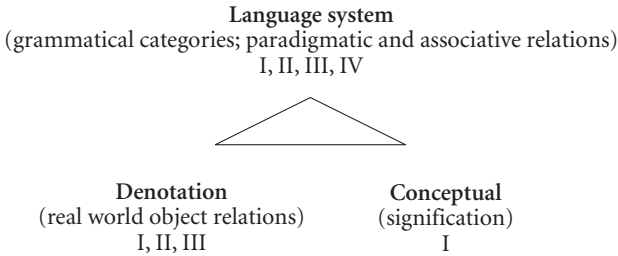 Language system
(grammatical categories; paradigmatic and associative relations)
I, II, III, IV
Denotation
(real world object relations)
I, II, III
Conceptual
(signification)
I